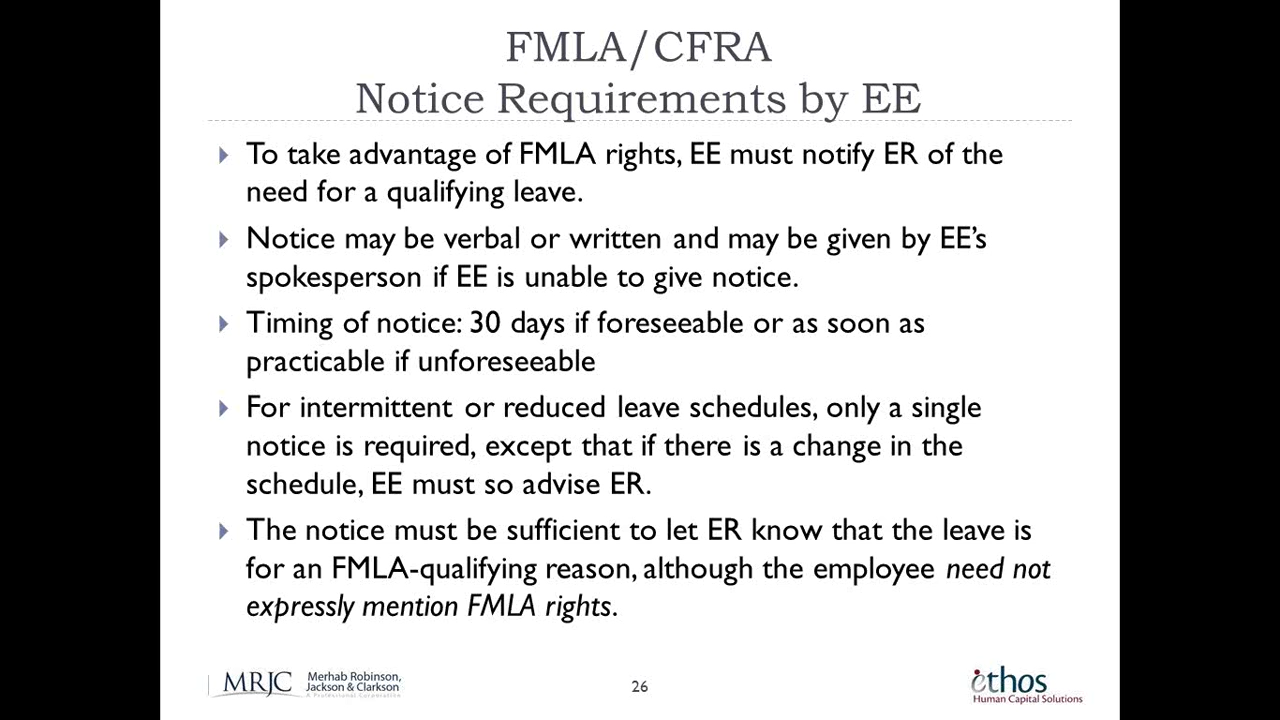 FMLA/CFRA
Notice Requirements by EE
To take advantage of FMLA rights, EE must notify ER of the
need for a qualifying leave.
Notice may be verbal or written and may be given by EE’s
spokesperson if EE is unable to give notice.
Timing of notice: 30 days if foreseeable or as soon as
practicable if unforeseeable
For intermittent or reduced leave schedules, only a single
notice is required, except that if there is a change in the
schedule, EE must so advise ER.
The notice must be sufficient to let ER know that the leave is
for an FMLA-qualifying reason, although the employee need not
expressly mention FMLA rights.
MRJC
Merhab Robinson,
Jackson & Clarkson
A Professional Corporation
26
ethos
Human Capital Solutions